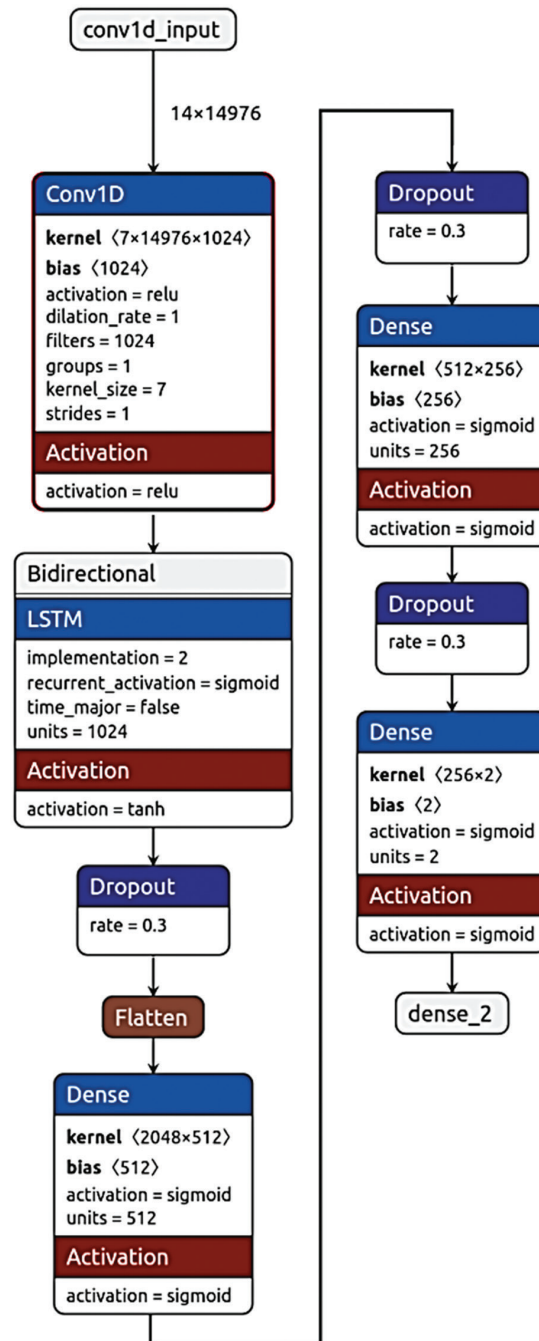 conv1d_input
14×14976
Conv1D
kernel ⟨7×14976×1024⟩
bias ⟨1024⟩
activation = relu
dilation_rate = 1
filters = 1024
groups = 1
kernel_size = 7
strides = 1
Activation
activation = relu
Bidirectional
LSTM
implementation = 2
recurrent_activation = sigmoid
time_major = false
units = 1024
Activation
activation = tanh
Dropout
rate = 0.3
Flatten
Dense
kernel ⟨2048×512⟩
bias ⟨512⟩
activation = sigmoid
units = 512
Activation
activation = sigmoid
Dropout
rate = 0.3
Dense
kernel ⟨512×256⟩
bias ⟨256⟩
activation = sigmoid
units = 256
Activation
activation = sigmoid
Dropout
rate = 0.3
Dense
kernel ⟨256×2⟩
bias ⟨2⟩
activation = sigmoid
units = 2
Activation
activation = sigmoid
dense_2